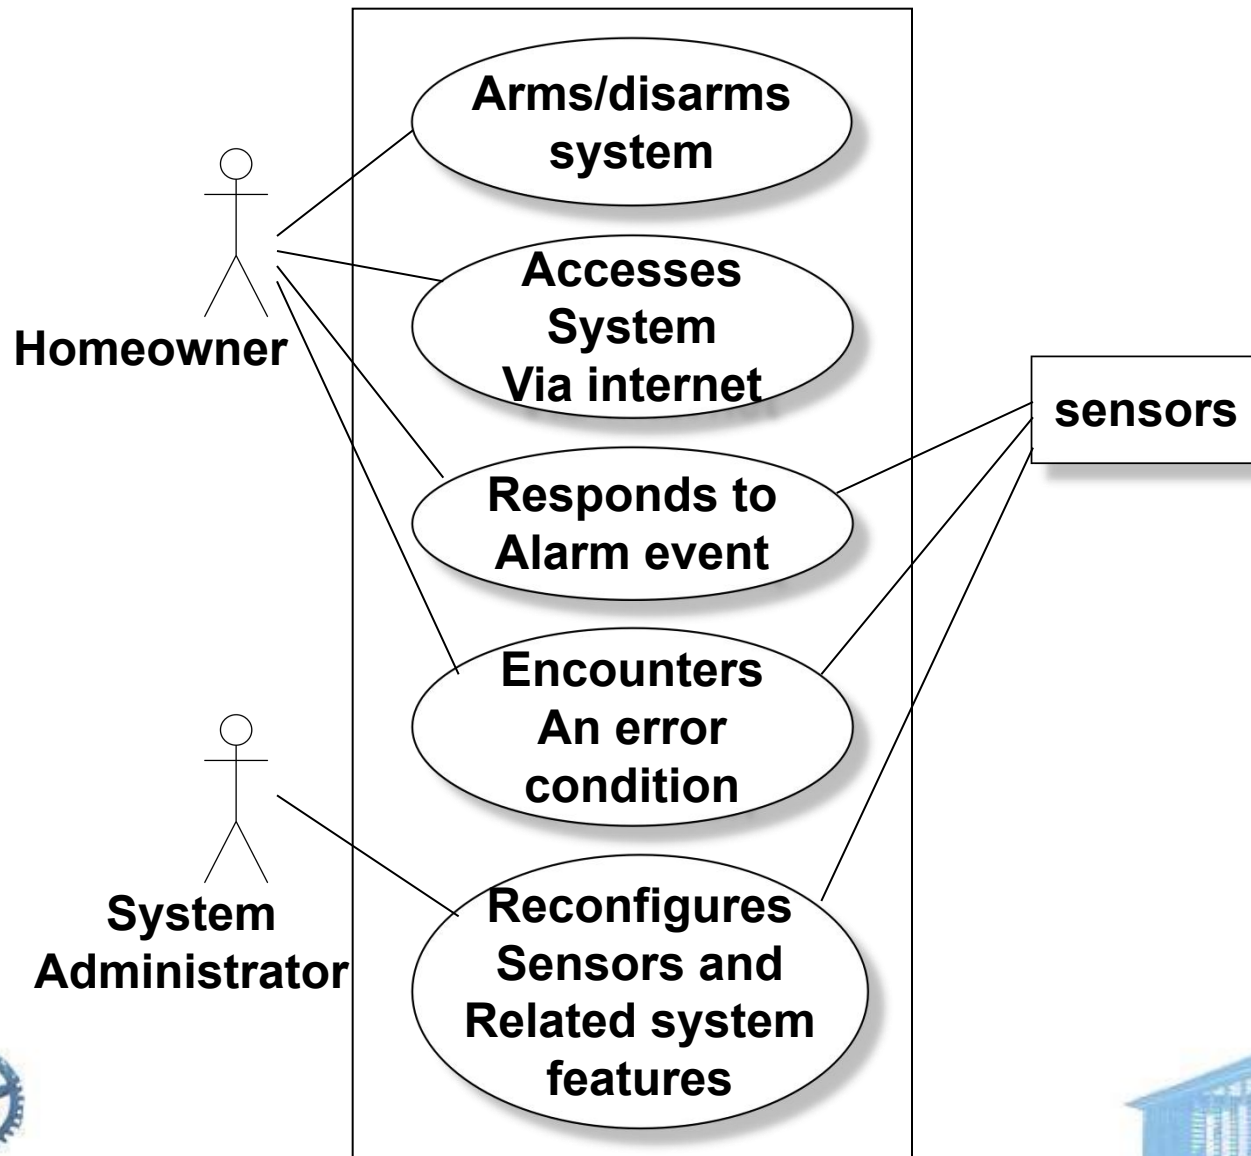 Arms/disarms
system
Homeowner
Accesses
System
Via internet
sensors
Responds to
Alarm event
Encounters
An error
condition
System
Administrator
Reconfigures
Sensors and
Related system
features